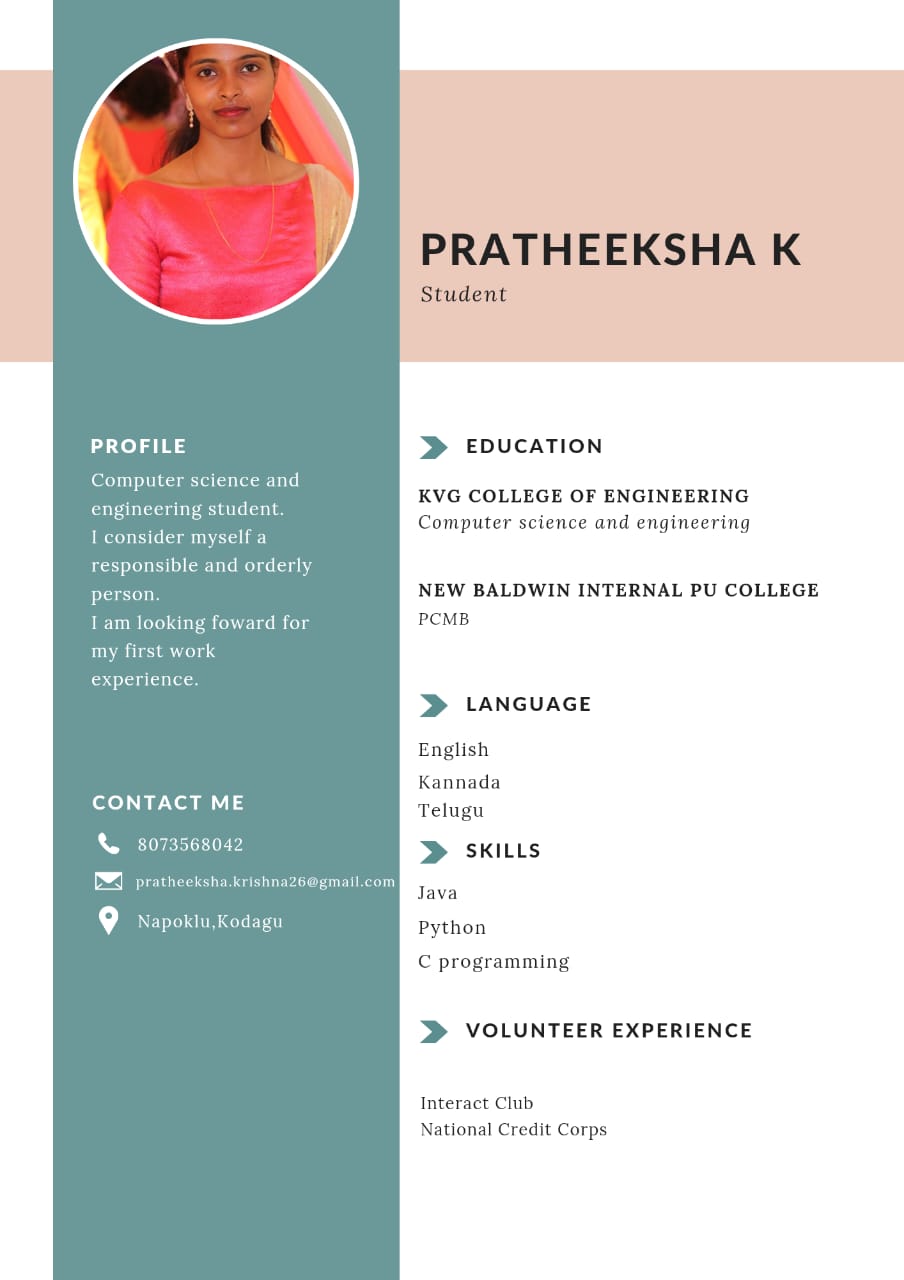 PRATHEEKSHA K
Student
PROFILE
Computer science and
engineering student.
I consider myself a
responsible and orderly
person.
I am looking foward for
my first work
experience.
CONTACT ME
8073568042
pratheeksha.krishna26@gmail.com
Napoklu,Kodagu
EDUCATION
KVG COLLEGE OF ENGINEERING
Computer science and engineering
NEW BALDWIN INTERNAL PU COLLEGE
PCMB
LANGUAGE
English
Kannada
Telugu
SKILLS
Java
Python
C programming
VOLUNTEER EXPERIENCE
Interact Club
National Credit Corps